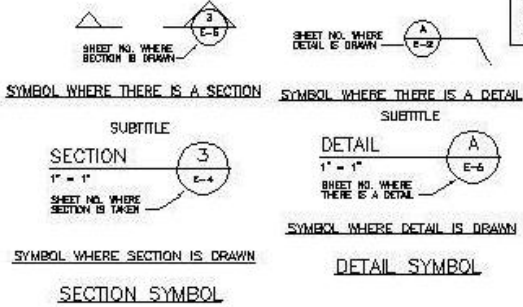 3
E-5
SHEET NO. WHERE
SECTION IS DRAWN
SYMBOL WHERE THERE IS A SECTION
A
E-2
SHEET NO. WHERE
DETAIL IS DRAWN
SYMBOL WHERE THERE IS A DETAIL
SUBTITLE
SECTION
3
1" = 1"
E-4
SHEET NO. WHERE
SECTION IS TAKEN
SYMBOL WHERE SECTION IS DRAWN
SECTION SYMBOL
SUBTITLE
DETAIL
A
1" = 1"
E-6
SHEET NO. WHERE
THERE IS A DETAIL
SYMBOL WHERE DETAIL IS DRAWN
DETAIL SYMBOL